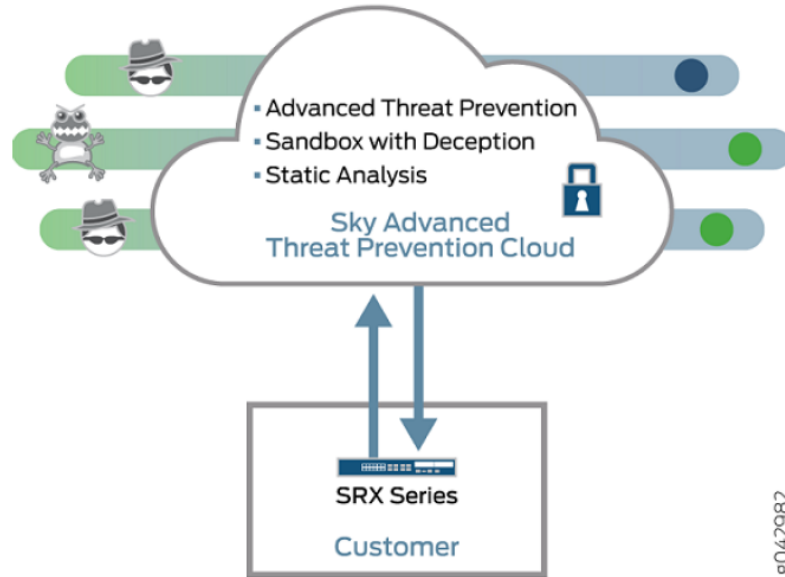 ▪ Advanced Threat Prevention
▪ Sandbox with Deception
▪ Static Analysis
Sky Advanced
Threat Prevention Cloud
SRX Series
Customer
g042982